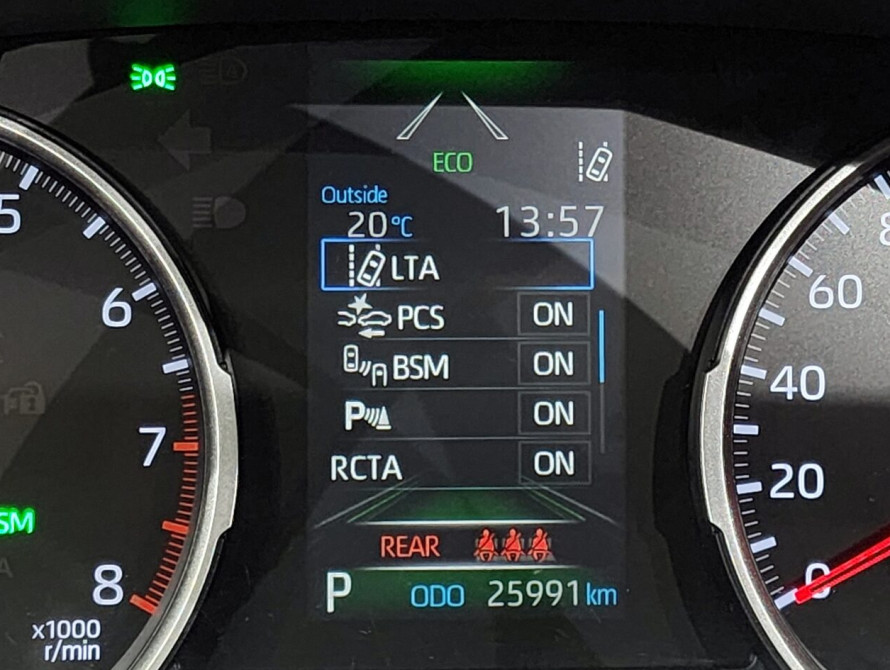 ECO
Outside
20°C 13:57
LTA
PCS ON
BSM ON
P ON
RCTA ON
REAR
P ODO 25991 km
5
6
7
8
x1000
r/min
SM
A
P
8
60
40
20
0